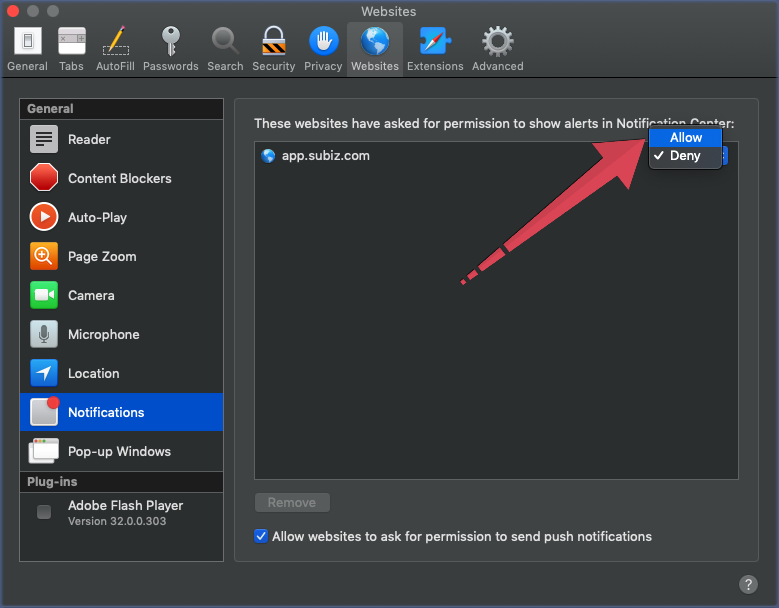 Websites
General Tabs AutoFill Passwords Search Security Privacy Websites Extensions Advanced
General
Reader
Content Blockers
Auto-Play
Page Zoom
Camera
Microphone
Location
Notifications
Pop-up Windows
Plug-ins
Adobe Flash Player
Version 32.0.0.303
These websites have asked for permission to show alerts in Notification Center:
app.subiz.com
Allow
✓ Deny
Remove
Allow websites to ask for permission to send push notifications
?